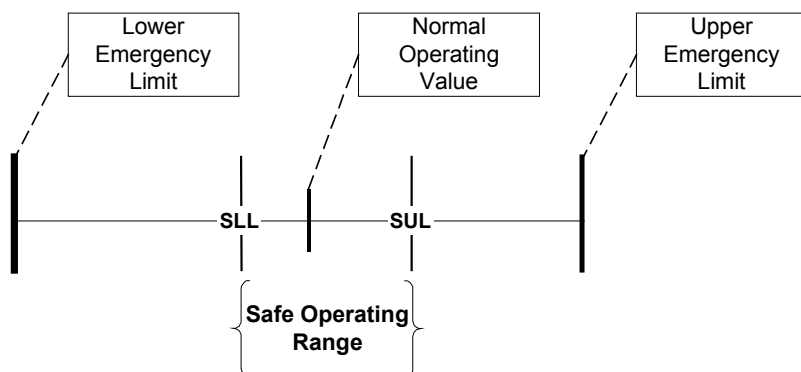 Lower
Emergency
Limit
Normal
Operating
Value
Upper
Emergency
Limit
SLL
SUL
Safe Operating
Range